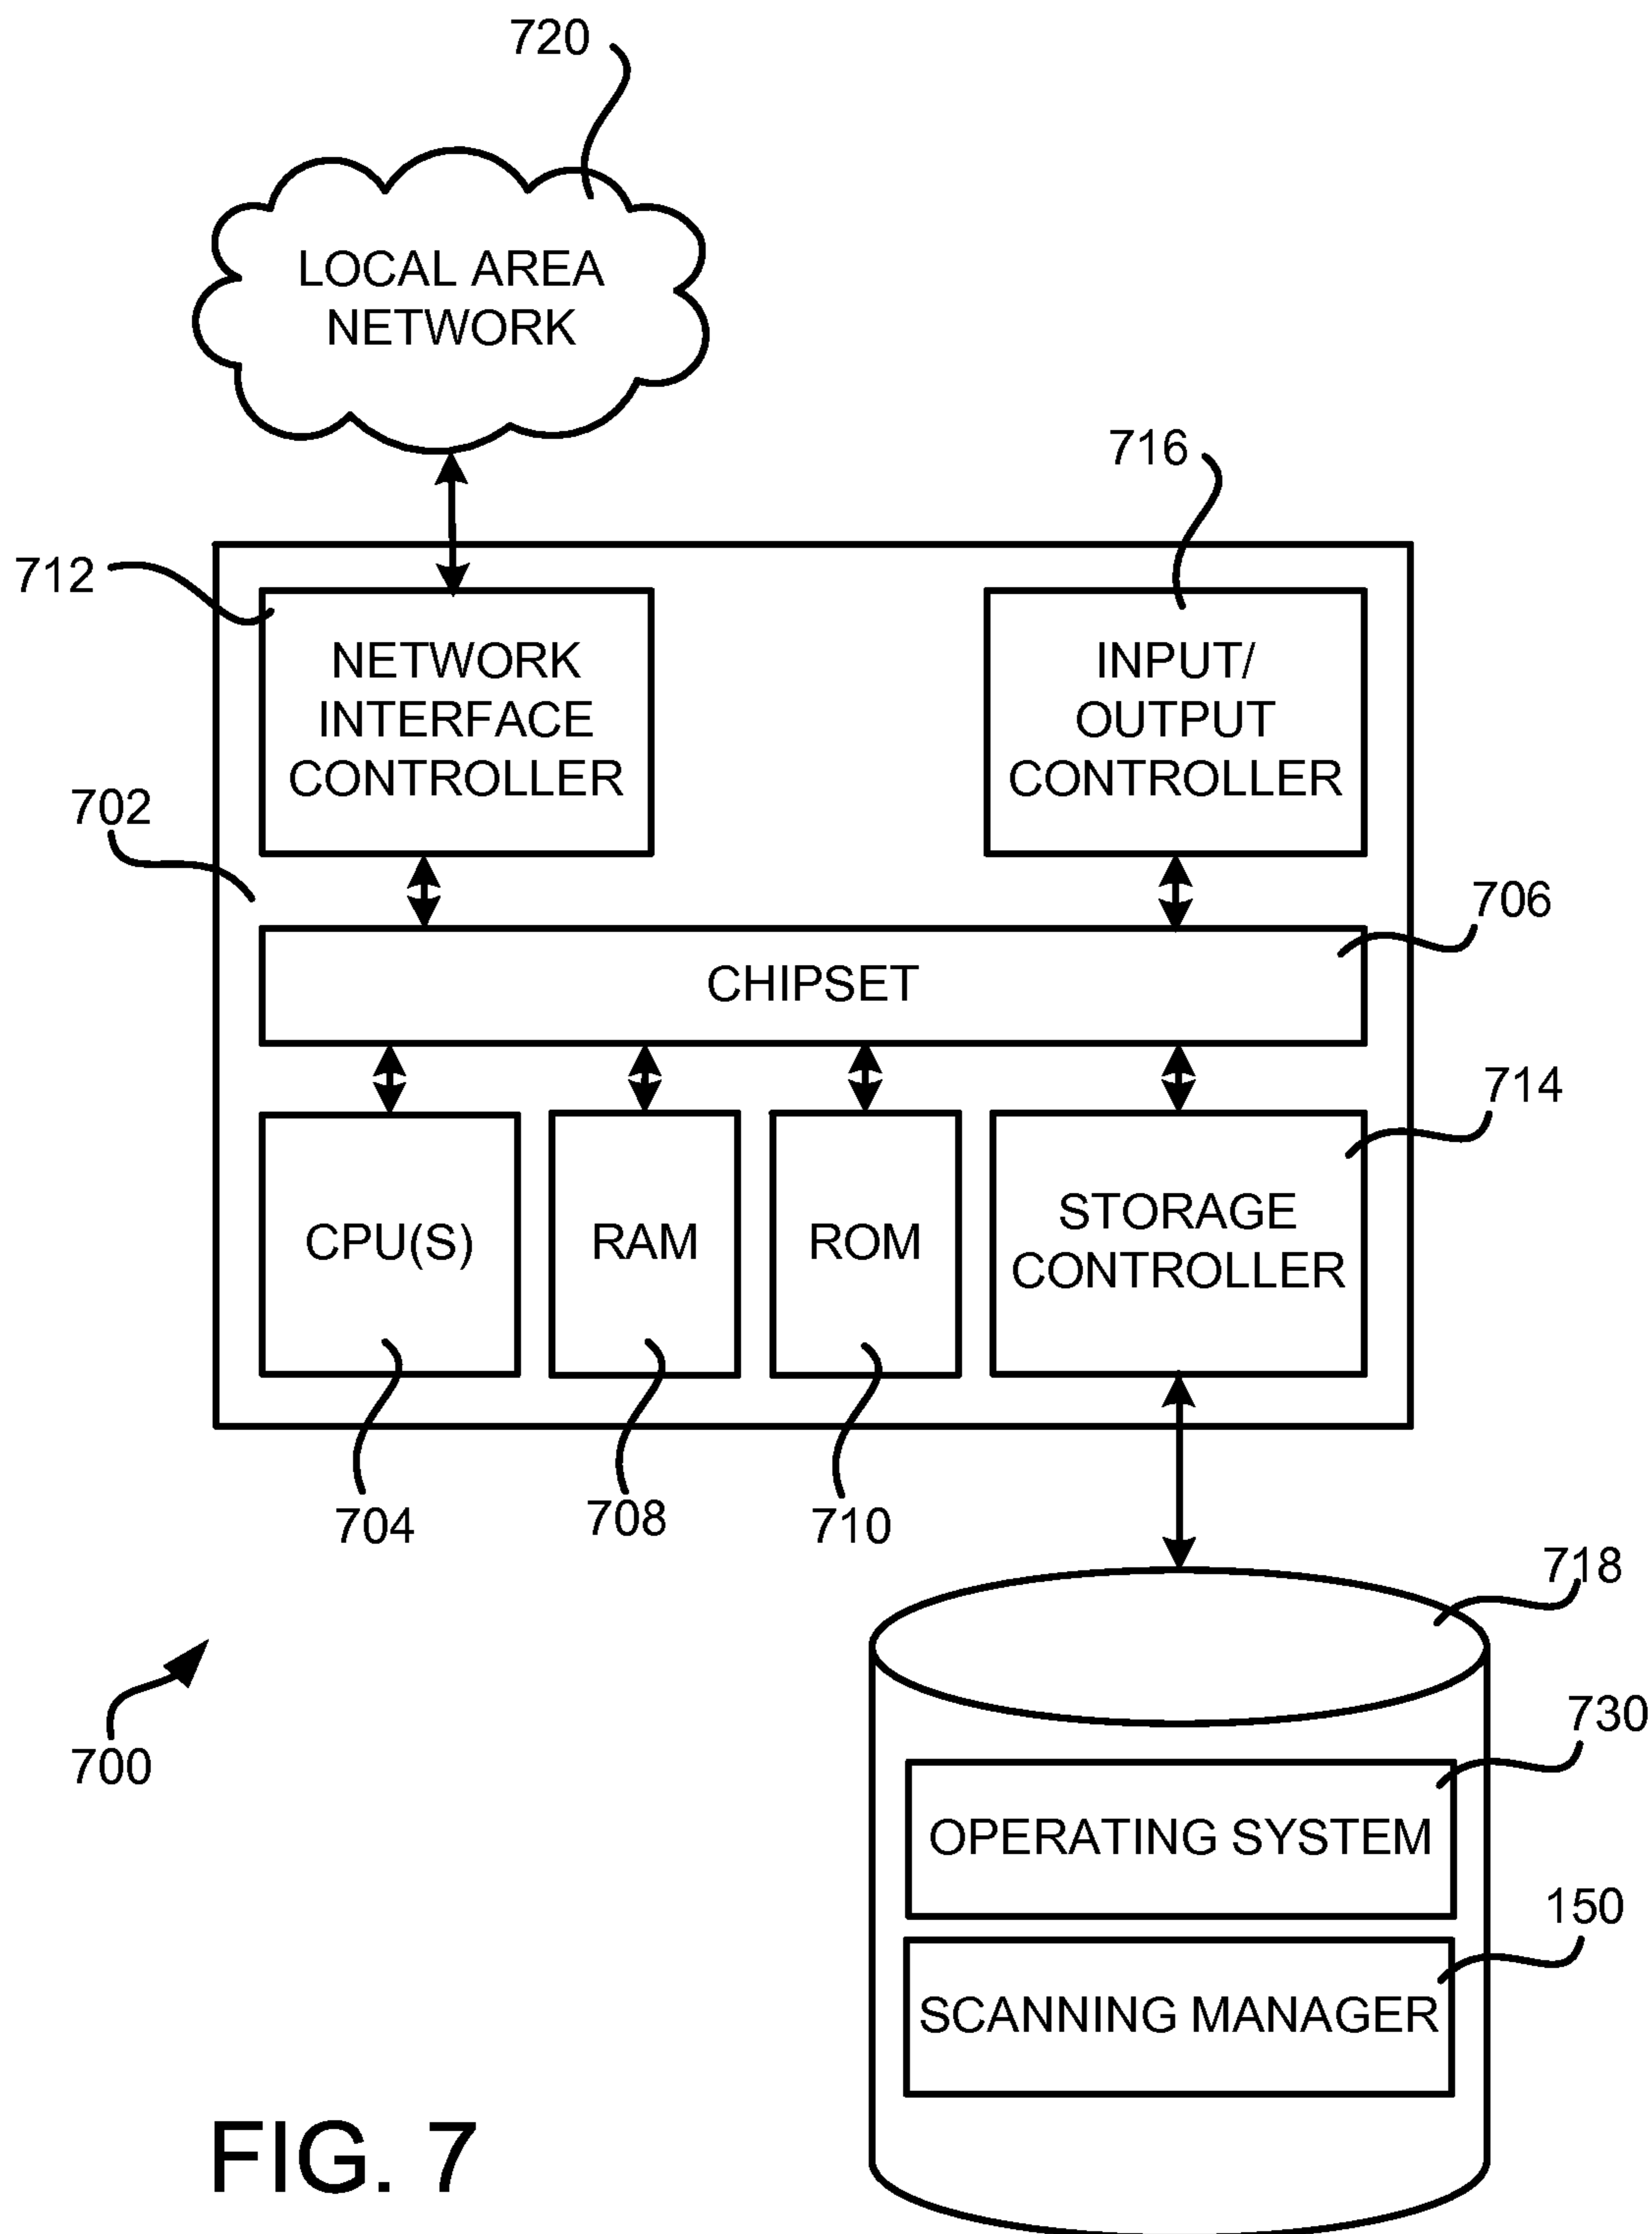 720
LOCAL AREA
NETWORK
716
712
NETWORK
INTERFACE
CONTROLLER
INPUT/
OUTPUT
CONTROLLER
702
706
CHIPSET
714
CPU(S)
RAM
ROM
STORAGE
CONTROLLER
704
708
710
718
700
730
OPERATING SYSTEM
150
SCANNING MANAGER
FIG. 7